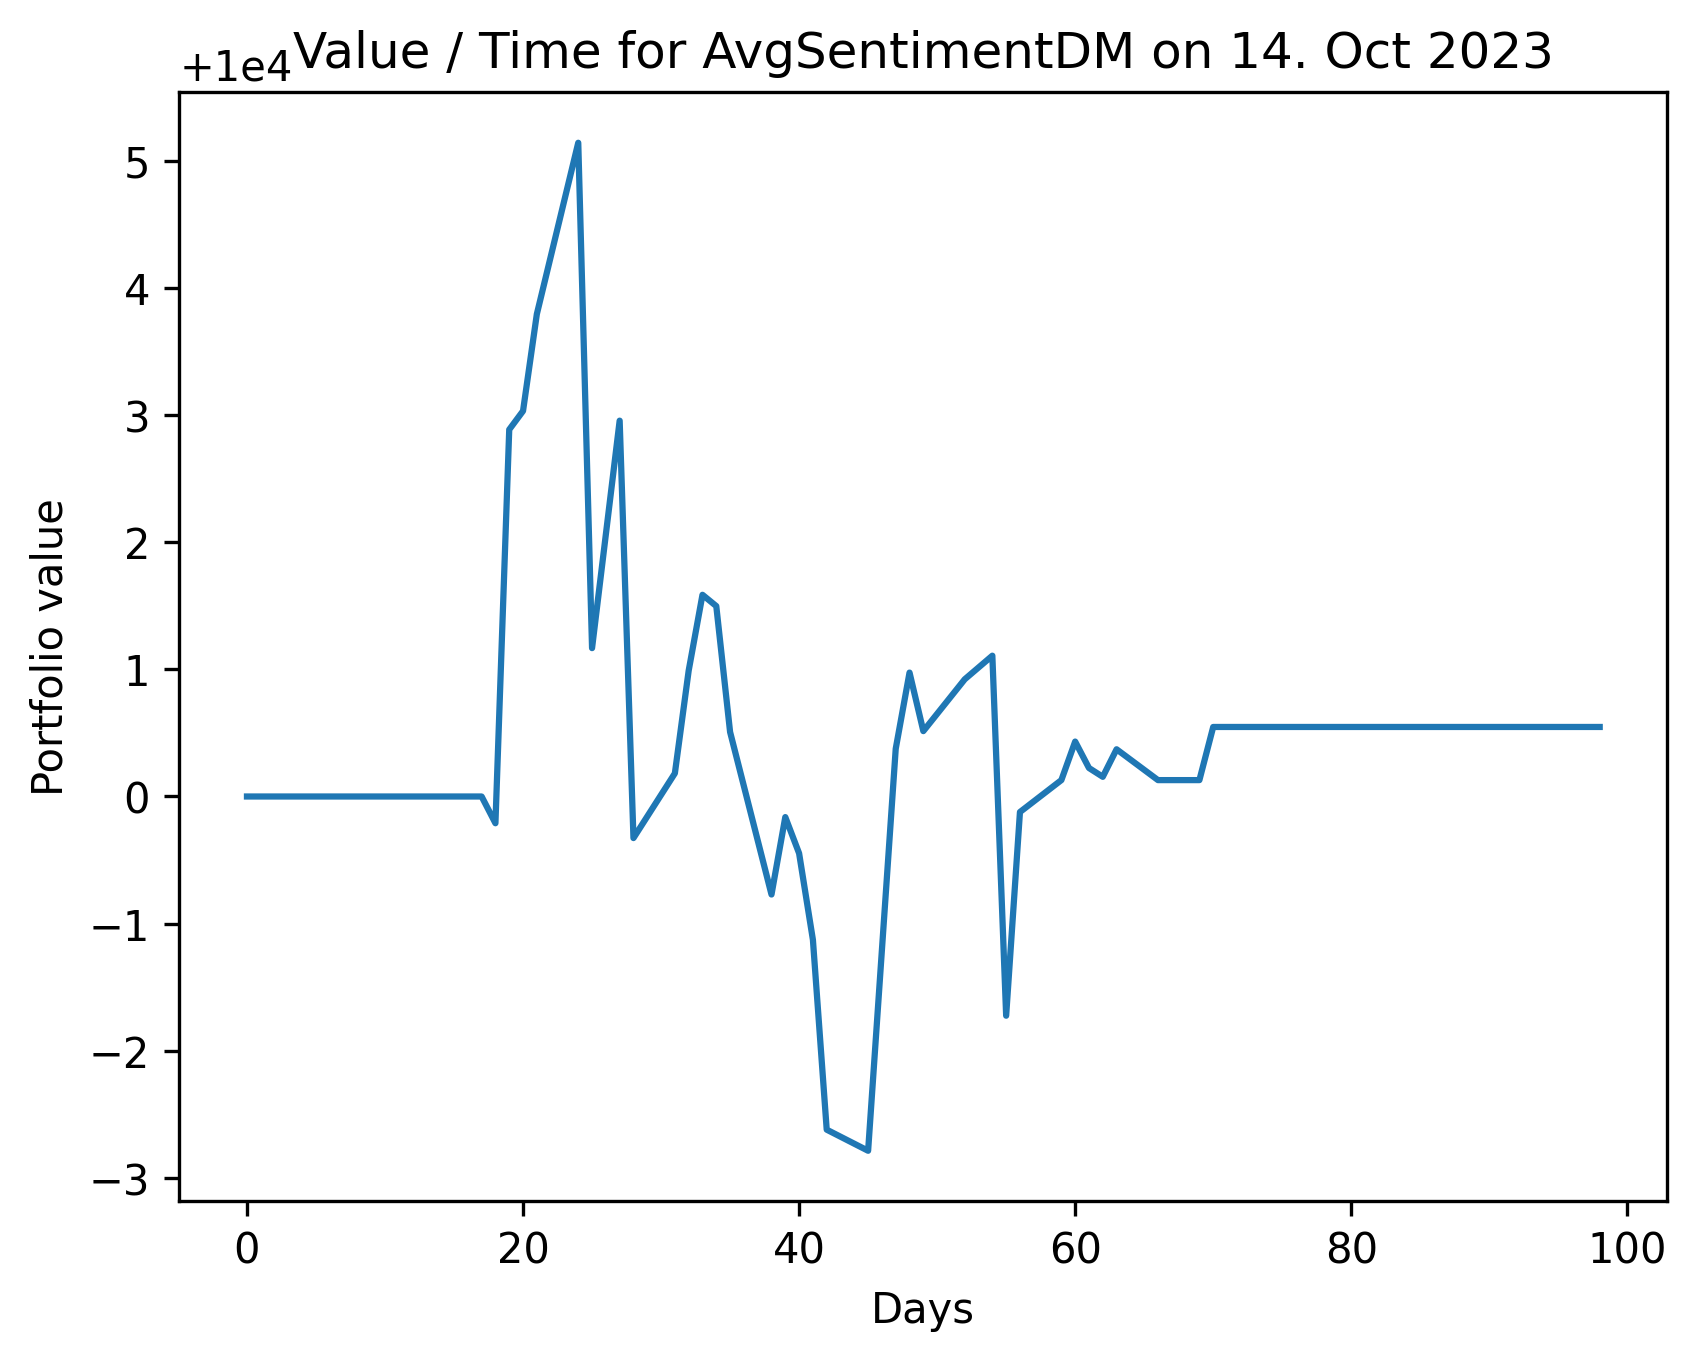 Value / Time for AvgSentimentDM on 14. Oct 2023
+1e4
5
4
3
2
1
0
−1
−2
−3
Portfolio value
0 20 40 60 80 100
Days